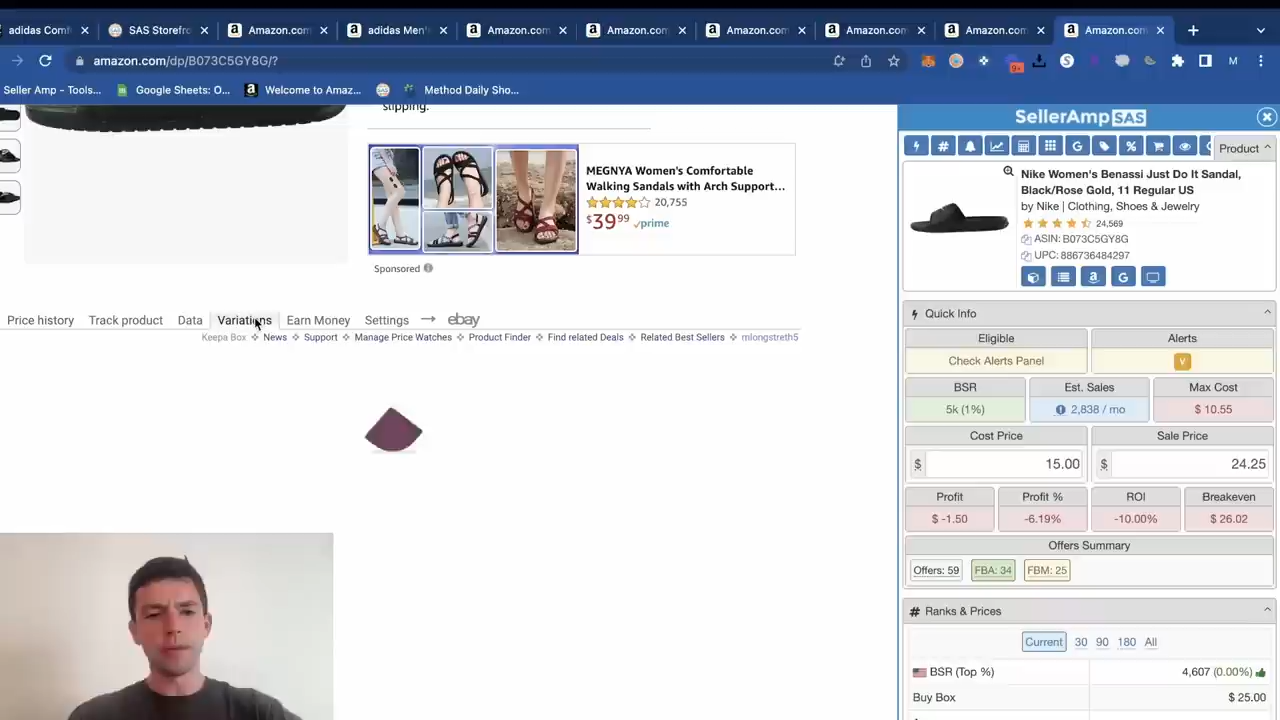 adidas Comf
SAS Storefro
Amazon.com
adidas Men'
Amazon.com
Amazon.com
Amazon.com
Amazon.com
Amazon.com
Amazon.com
amazon.com/dp/B073C5GY8G/?
9+
M
Seller Amp - Tools...
Google Sheets: O...
Welcome to Amaz...
Method Daily Sho...
slipping.
MEGNYA Women's Comfortable
Walking Sandals with Arch Support...
20,755
$39.99 prime
Sponsored
Price history
Track product
Data
Variations
Earn Money
Settings
ebay
Keepa Box
News
Support
Manage Price Watches
Product Finder
Find related Deals
Related Best Sellers
mlongstreth5
SellerAmp SAS
Product
Nike Women's Benassi Just Do It Sandal,
Black/Rose Gold, 11 Regular US
by Nike | Clothing, Shoes & Jewelry
24,569
ASIN: B073C5GY8G
UPC: 886736484297
Quick Info
Eligible
Alerts
Check Alerts Panel
V
BSR
Est. Sales
Max Cost
5k (1%)
2,838 / mo
$ 10.55
Cost Price
Sale Price
$ 15.00
$ 24.25
Profit
Profit %
ROI
Breakeven
$ -1.50
-6.19%
-10.00%
$ 26.02
Offers Summary
Offers: 59
FBA: 34
FBM: 25
# Ranks & Prices
Current
30
90
180
All
BSR (Top %)
4,607 (0.00%)
Buy Box
$ 25.00